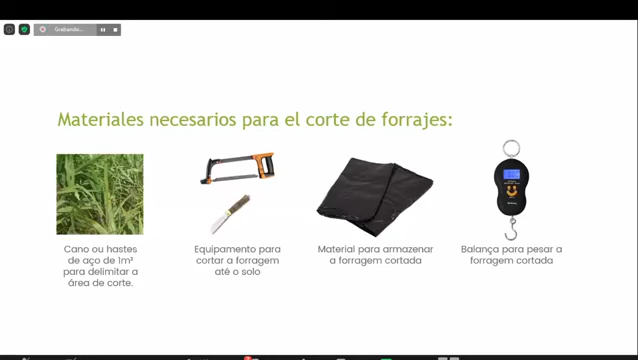 Grabando...
Materiales necesarios para el corte de forrajes:
Cano ou hastes
de aço de 1m²
para delimitar a
área de corte.
Equipamento para
cortar a forragem
até o solo
Material para armazenar
a forragem cortada
Balança para pesar a
forragem cortada